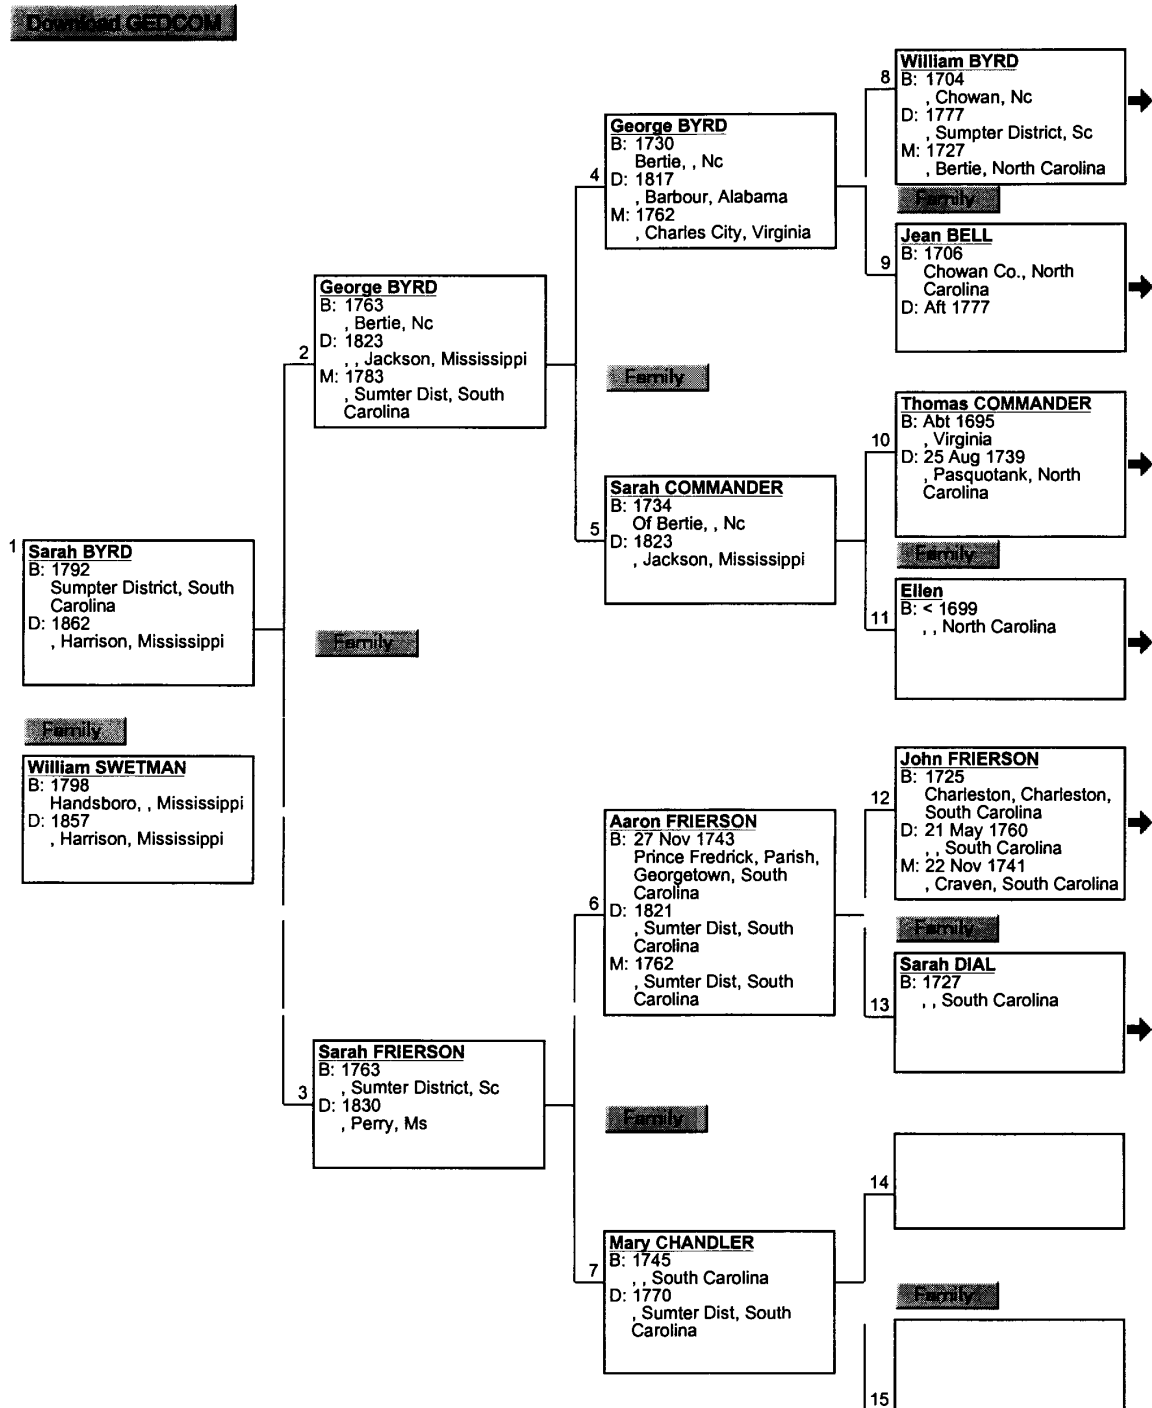 Download GEDCOM
1
Sarah BYRD
B: 1792
Sumpter District, South
Carolina
D: 1862
, Harrison, Mississippi
Family
William SWETMAN
B: 1798
Handsboro, , Mississippi
D: 1857
, Harrison, Mississippi
2
George BYRD
B: 1763
, Bertie, Nc
D: 1823
, , Jackson, Mississippi
M: 1783
, Sumter Dist, South
Carolina
Family
3
Sarah FRIERSON
B: 1763
, Sumter District, Sc
D: 1830
, Perry, Ms
4
George BYRD
B: 1730
Bertie, , Nc
D: 1817
, Barbour, Alabama
M: 1762
, Charles City, Virginia
Family
5
Sarah COMMANDER
B: 1734
Of Bertie, , Nc
D: 1823
, Jackson, Mississippi
6
Aaron FRIERSON
B: 27 Nov 1743
Prince Fredrick, Parish,
Georgetown, South
Carolina
D: 1821
, Sumter Dist, South
Carolina
M: 1762
, Sumter Dist, South
Carolina
Family
7
Mary CHANDLER
B: 1745
, , South Carolina
D: 1770
, Sumter Dist, South
Carolina
8
William BYRD
B: 1704
, Chowan, Nc
D: 1777
, Sumpter District, Sc
M: 1727
, Bertie, North Carolina
Family
9
Jean BELL
B: 1706
Chowan Co., North
Carolina
D: Aft 1777
10
Thomas COMMANDER
B: Abt 1695
, Virginia
D: 25 Aug 1739
, Pasquotank, North
Carolina
Family
11
Ellen
B: < 1699
, , North Carolina
12
John FRIERSON
B: 1725
Charleston, Charleston,
South Carolina
D: 21 May 1760
, , South Carolina
M: 22 Nov 1741
, Craven, South Carolina
Family
13
Sarah DIAL
B: 1727
, , South Carolina
14
Family
15